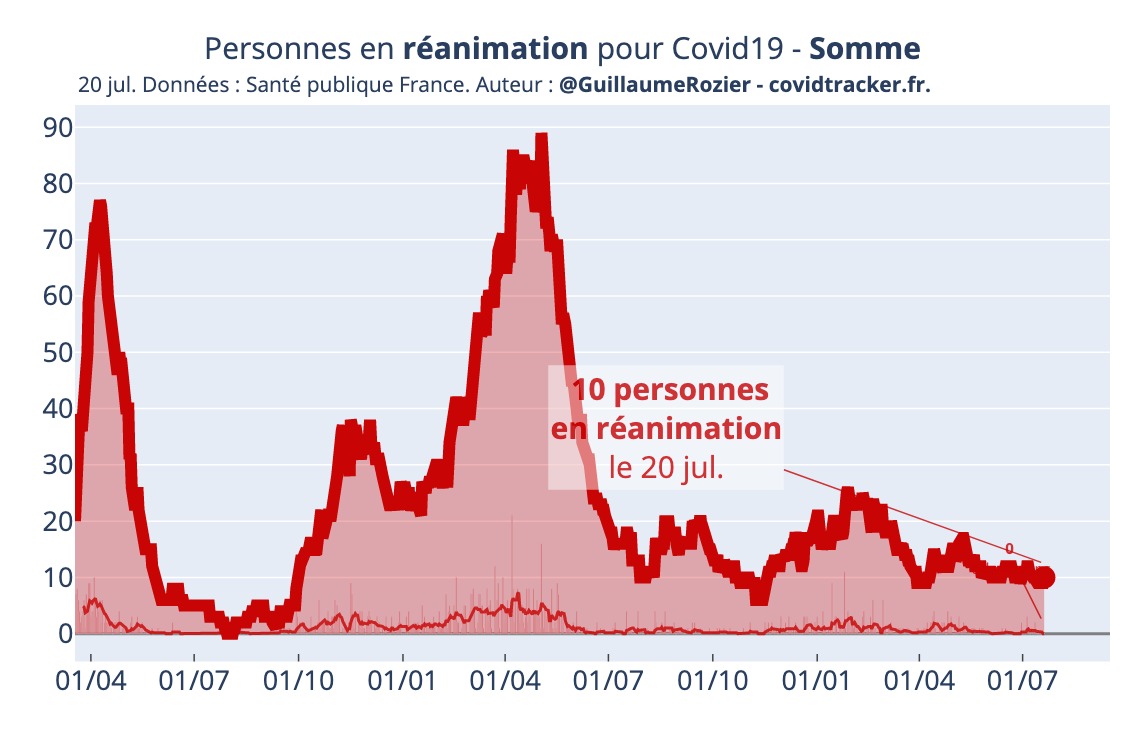 Personnes en réanimation pour Covid19 - Somme
20 jul. Données : Santé publique France. Auteur : @GuillaumeRozier - covidtracker.fr.
90
80
70
60
50
40
30
20
10
0
10 personnes
en réanimation
le 20 jul.
0
01/04 01/07 01/10 01/01 01/04 01/07 01/10 01/01 01/04 01/07